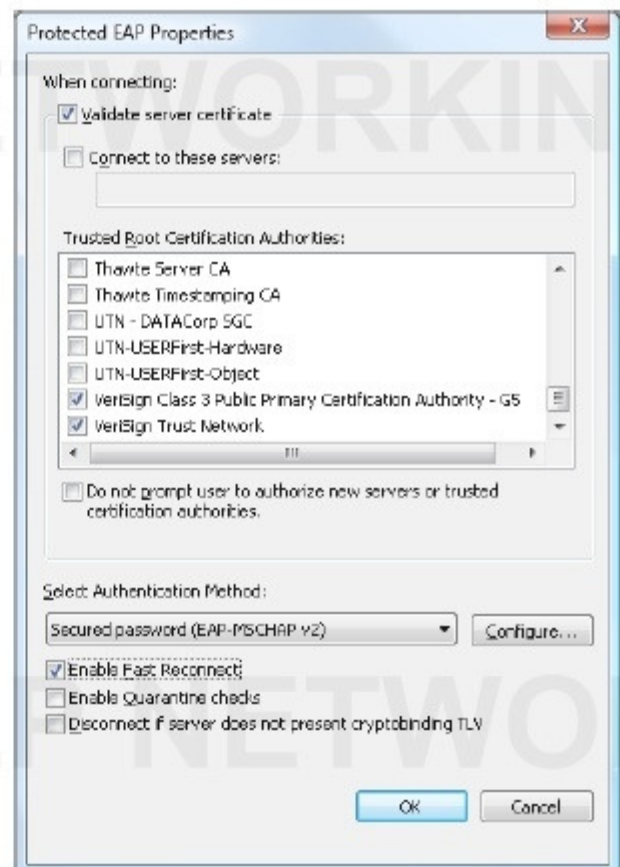 Protected EAP Properties
When connecting:
Validate server certificate
Connect to these servers:
Trusted Root Certification Authorities:
Thawte Server CA
Thawte Timestamping CA
UTN - DATACorp SGC
UTN-USERFirst-Hardware
UTN-USERFirst-Object
VeriSign Class 3 Public Primary Certification Authority - G5
VeriSign Trust Network
Do not prompt user to authorize new servers or trusted
certification authorities.
Select Authentication Method:
Secured password (EAP-MSCHAP v2)
Configure...
Enable Fast Reconnect
Enable Quarantine checks
Disconnect if server does not present cryptobinding TLV
OK
Cancel